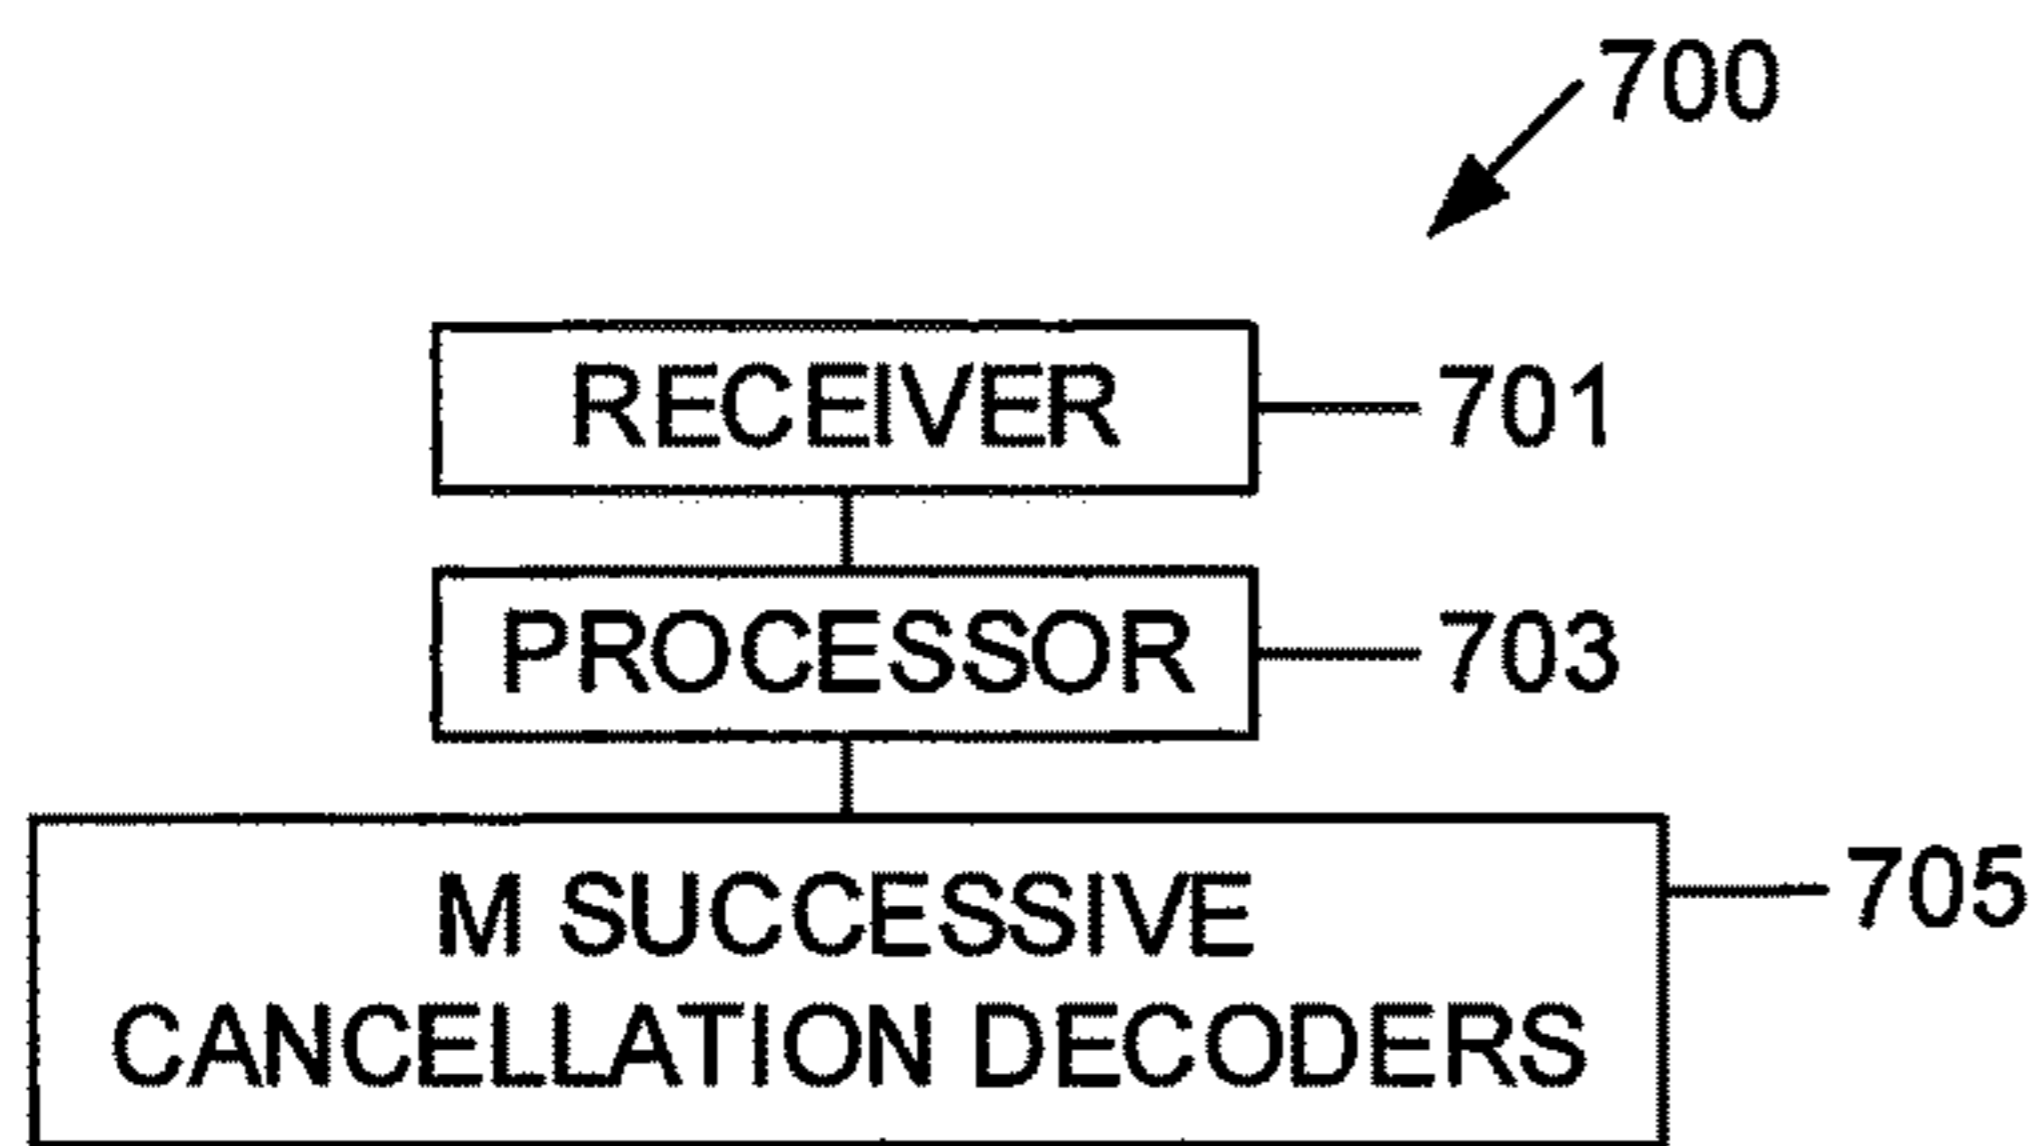 700
RECEIVER
701
PROCESSOR
703
M SUCCESSIVE
CANCELLATION DECODERS
705